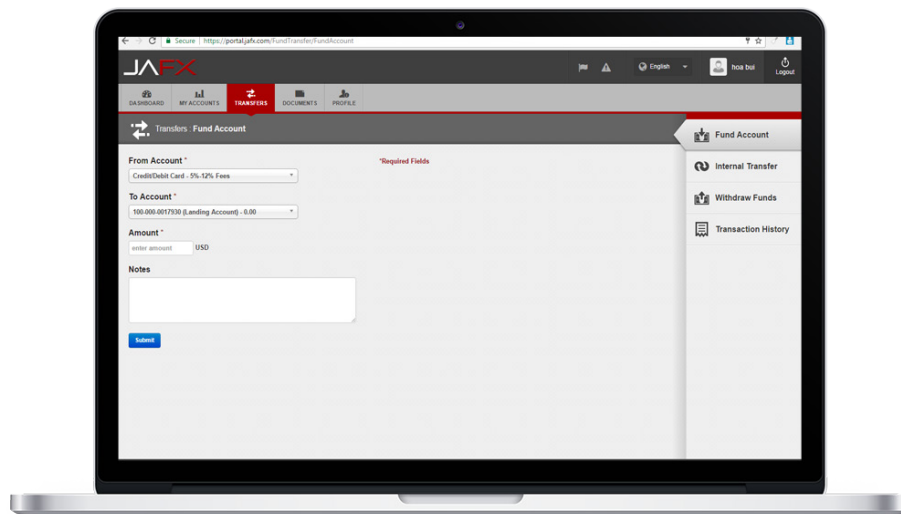 Secure | https://portal.jafx.com/FundTransfer/FundAccount
JAFX
English
hoa bui
Logout
DASHBOARD
MY ACCOUNTS
TRANSFERS
DOCUMENTS
PROFILE
Transfers : Fund Account
From Account *
*Required Fields
Credit/Debit Card - 5%-12% Fees
To Account *
100-000-0017930 (Landing Account) - 0.00
Amount *
enter amount USD
Notes
Submit
Fund Account
Internal Transfer
Withdraw Funds
Transaction History